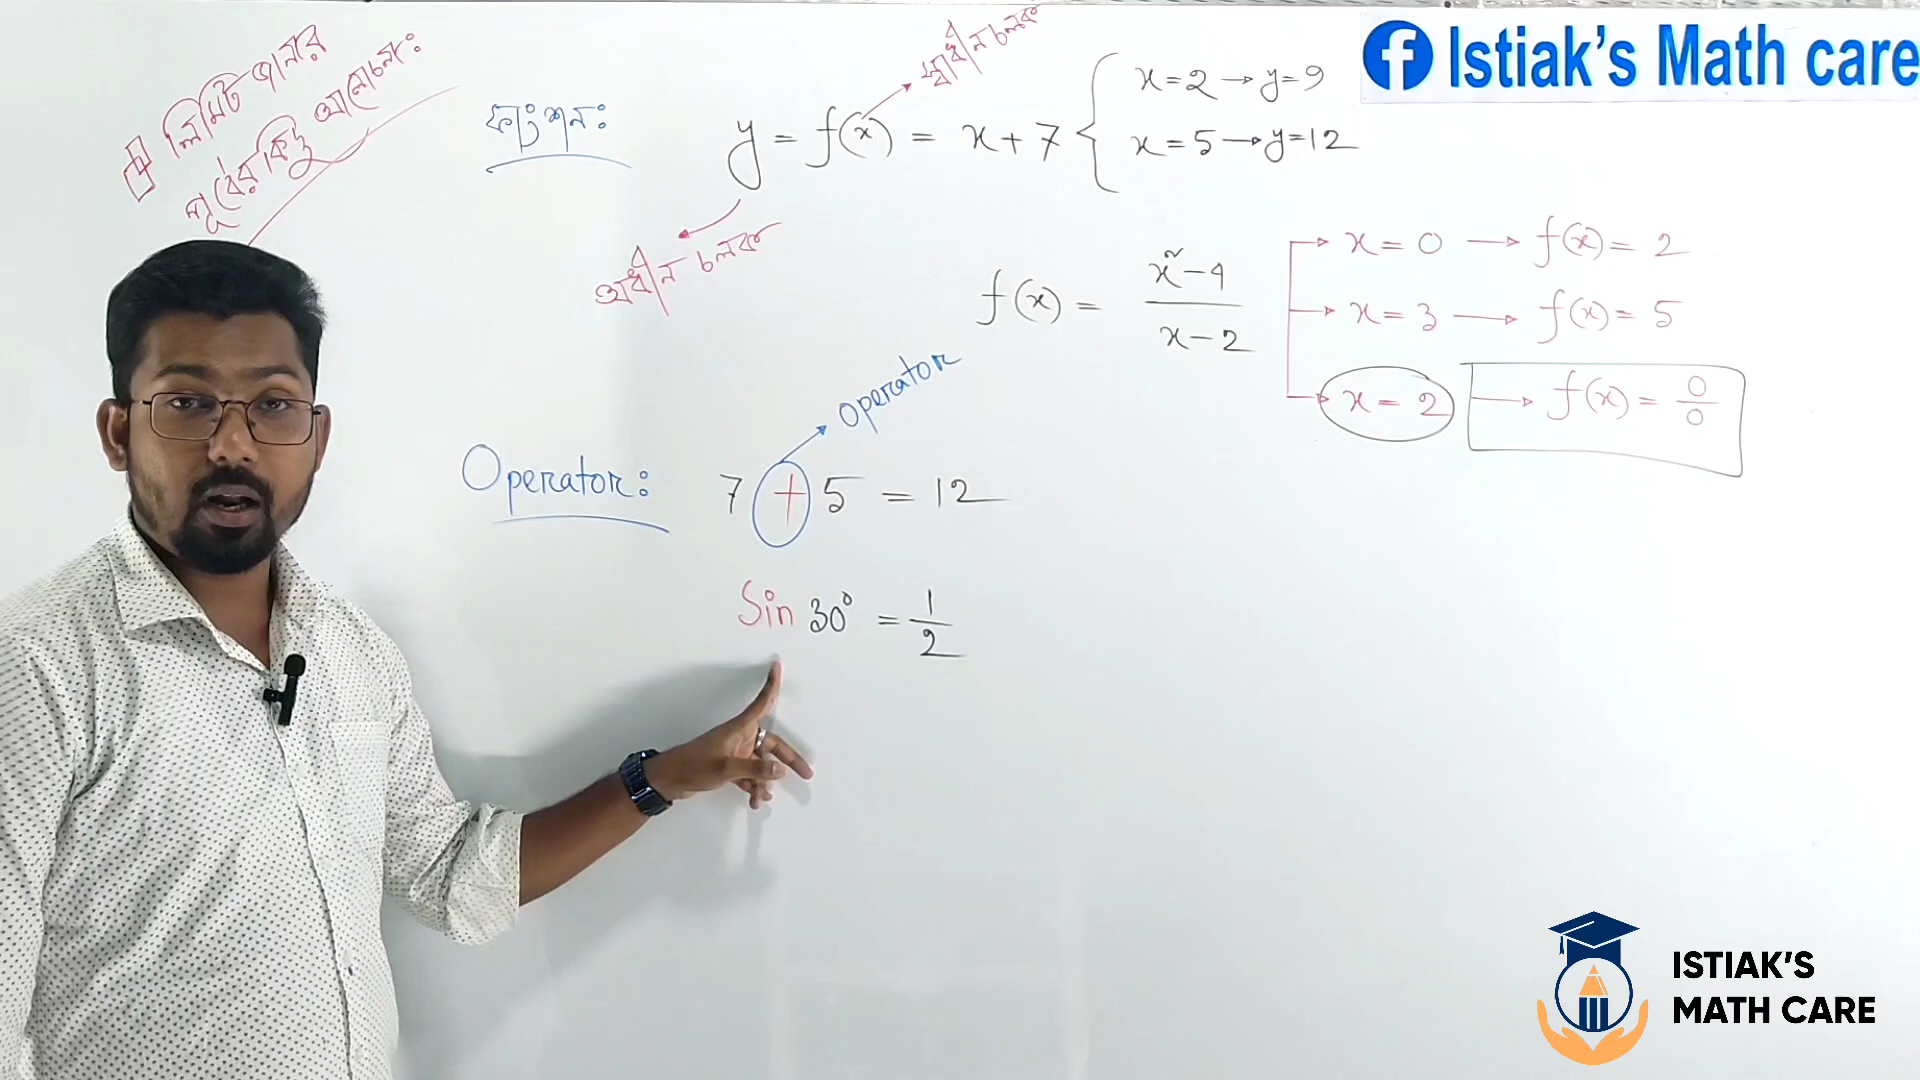 লিমিট জানার
পূর্বের কিছু আলোচনা:
ফাংশন:
y = f(x) = x + 7
স্বাধীন চলক
অধীন চলক
x = 2 → y = 9
x = 5 → y = 12
f(x) = x² - 4 / x - 2
x = 0 → f(x) = 2
x = 3 → f(x) = 5
x = 2 → f(x) = 0/0
Operator:
7 + 5 = 12
Operator
Sin 30° = 1/2
Istiak's Math care
ISTIAK'S
MATH CARE